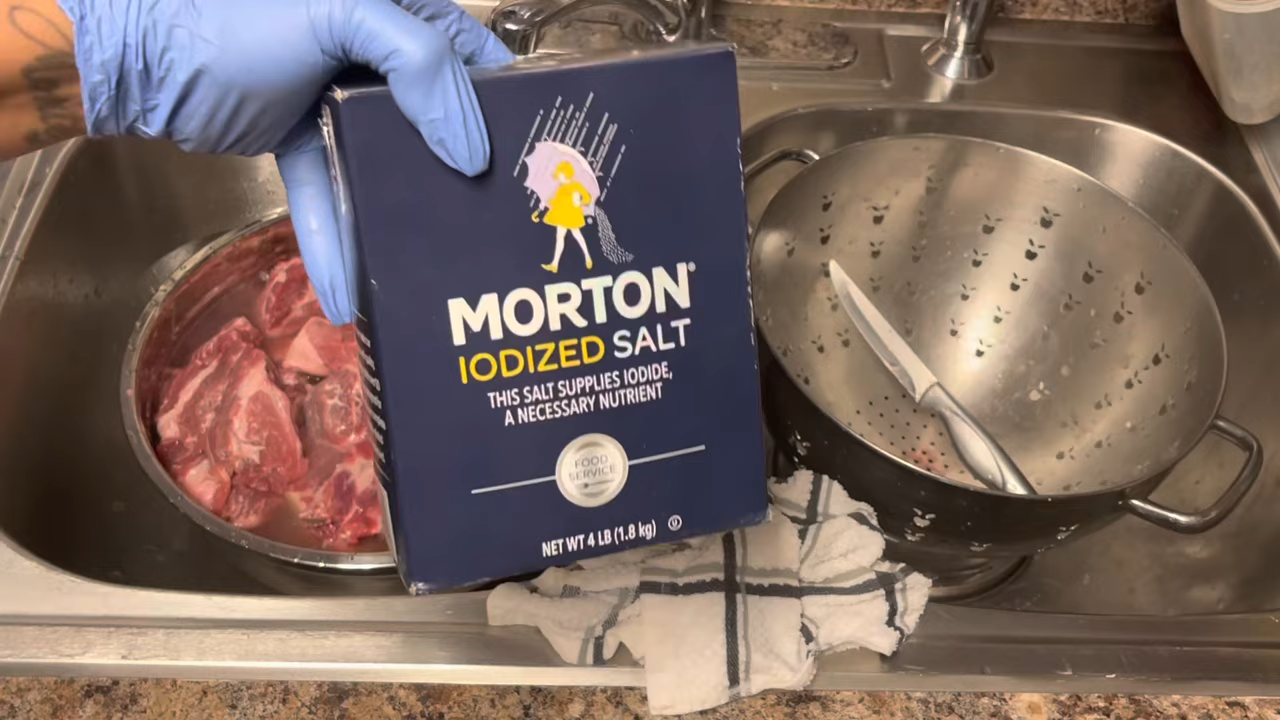 MORTON®
IODIZED SALT
THIS SALT SUPPLIES IODIDE,
A NECESSARY NUTRIENT
FOOD
SERVICE
NET WT 4 LB (1.8 kg) Ⓤ